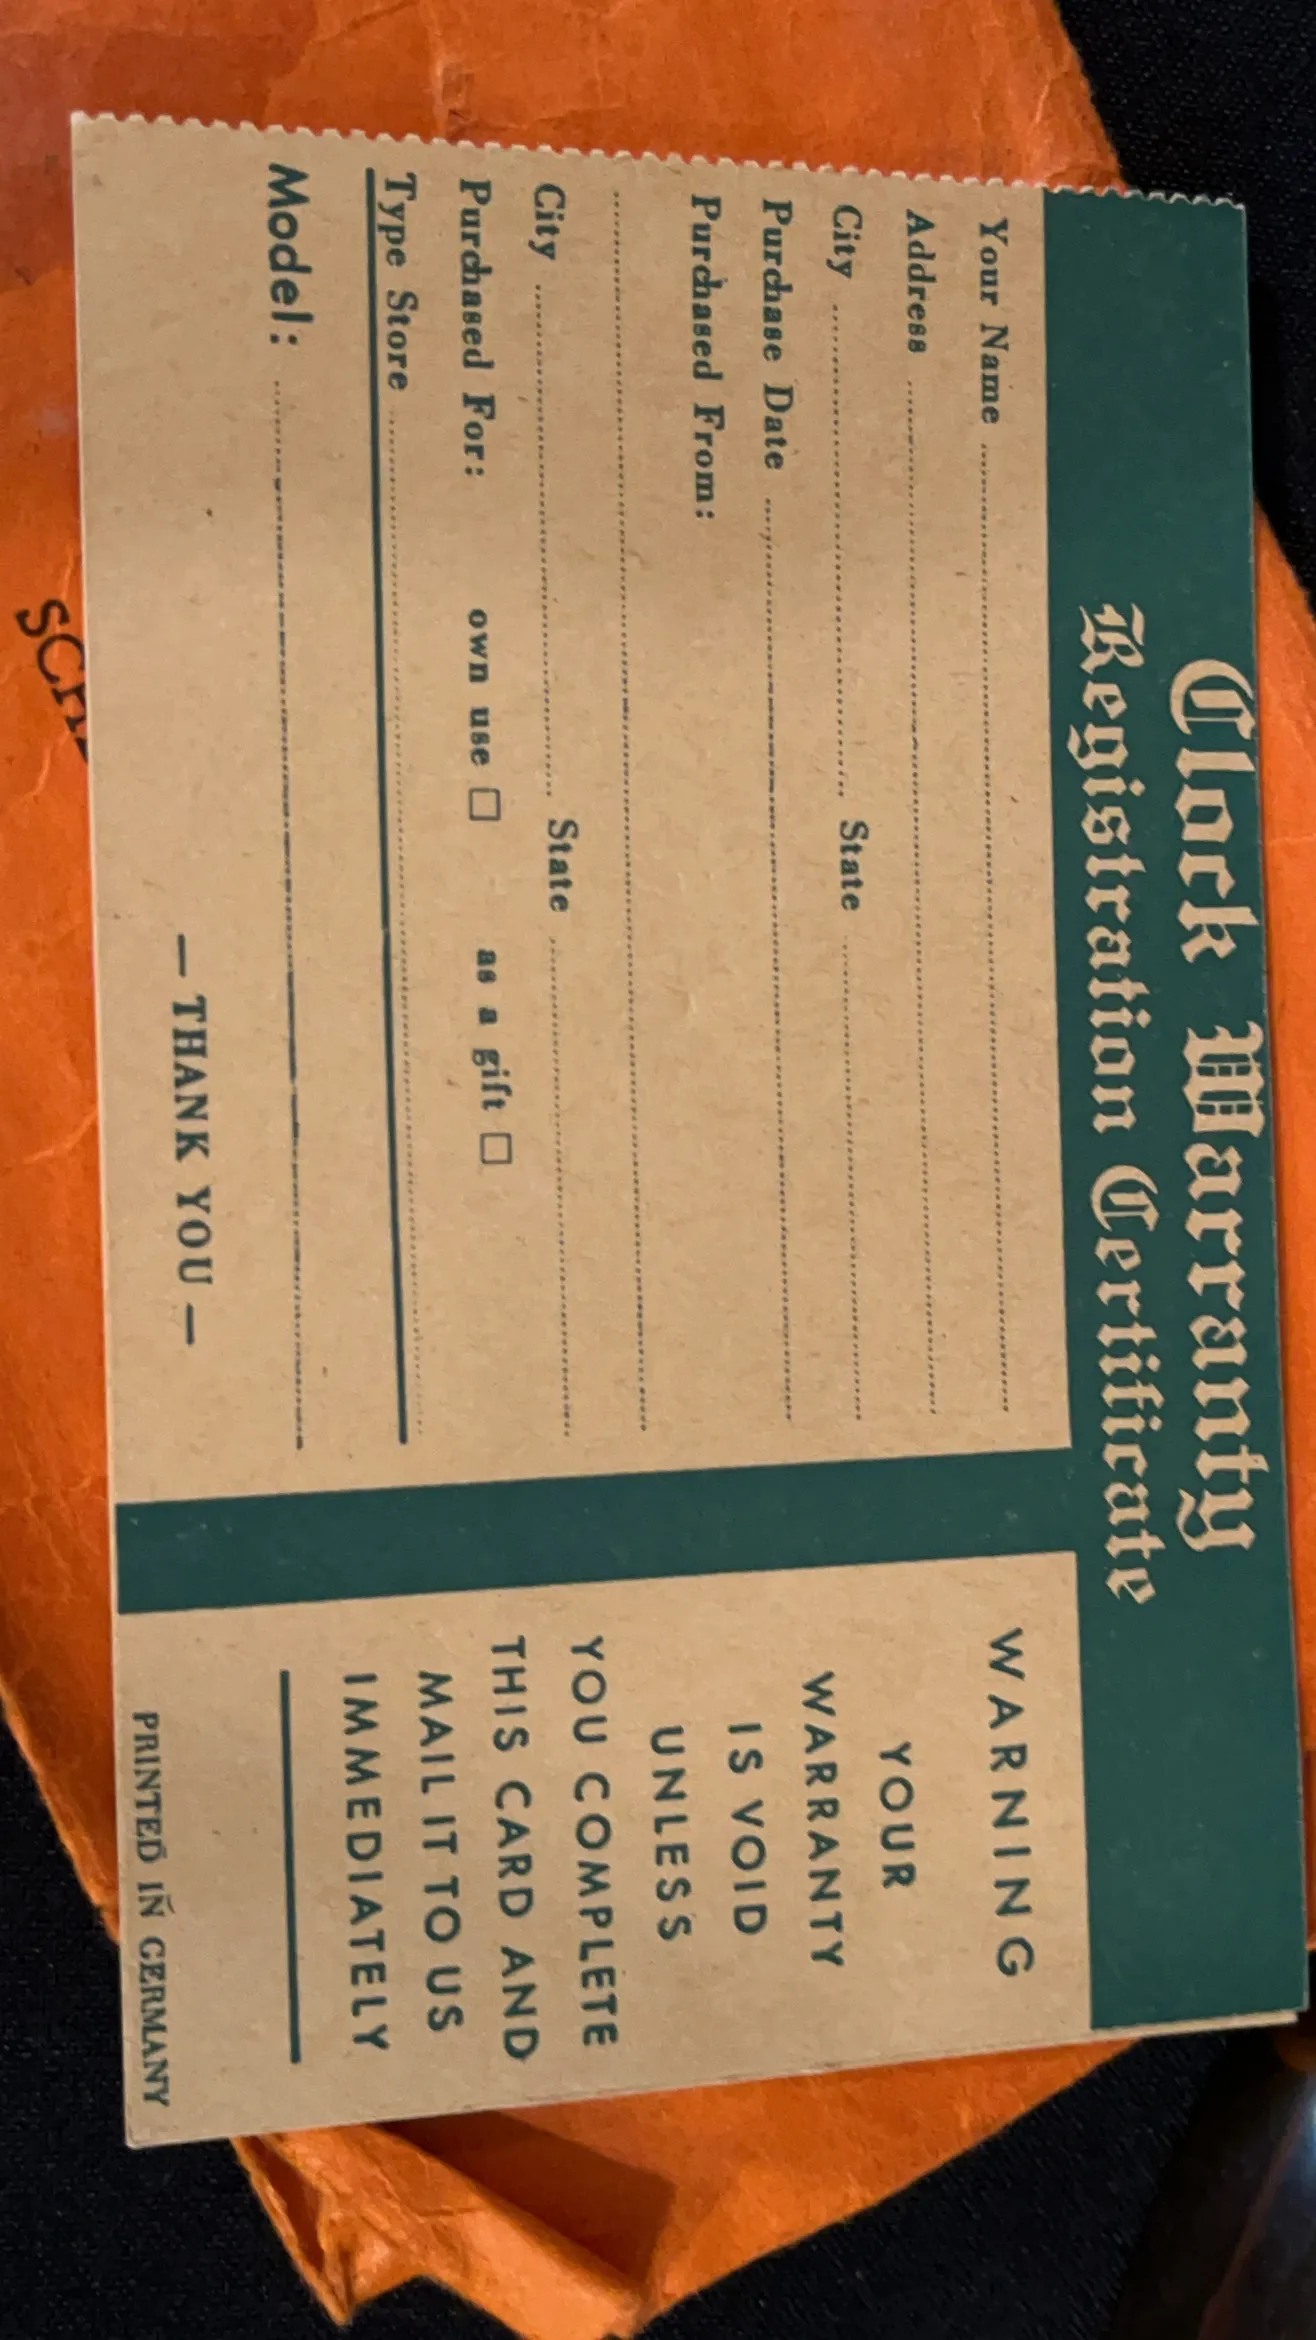 Clock Warranty
Registration Certificate
Your Name
Address
City State
Purchase Date
Purchased From:
City State
Purchased For: own use as a gift
Type Store
Model:
— THANK YOU —
WARNING
YOUR
WARRANTY
IS VOID
UNLESS
YOU COMPLETE
THIS CARD AND
MAIL IT TO US
IMMEDIATELY
PRINTED IN GERMANY